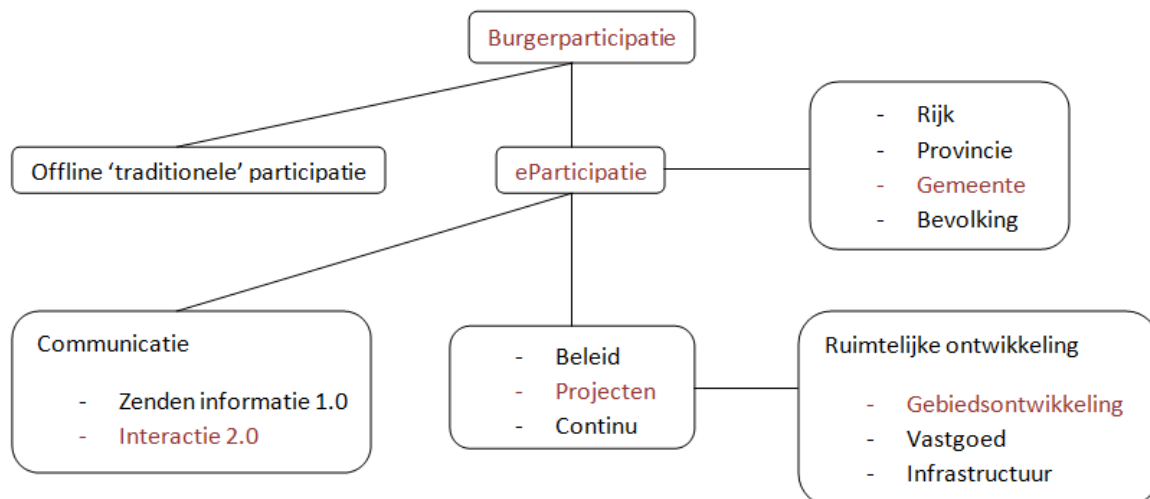 Burgerparticipatie
Offline ‘traditionele’ participatie
eParticipatie
- Rijk
- Provincie
- Gemeente
- Bevolking
Communicatie
- Zenden informatie 1.0
- Interactie 2.0
- Beleid
- Projecten
- Continu
Ruimtelijke ontwikkeling
- Gebiedsontwikkeling
- Vastgoed
- Infrastructuur